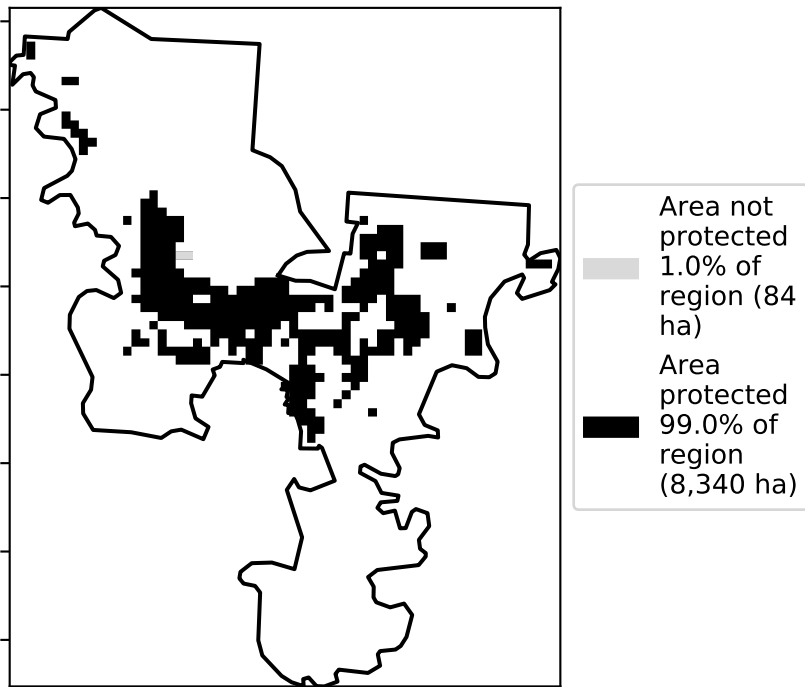 Area not
protected
1.0% of
region (84
ha)
Area
protected
99.0% of
region
(8,340 ha)